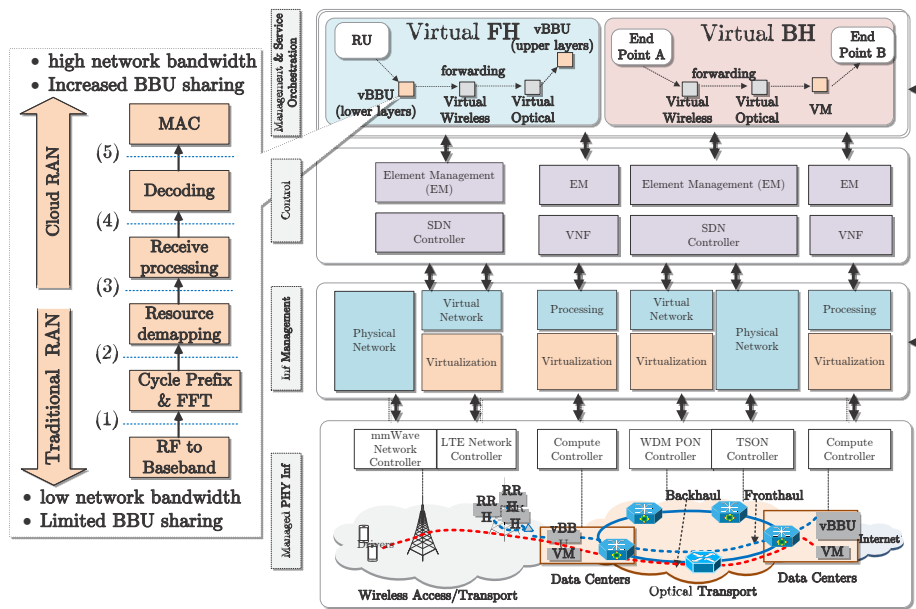 • high network bandwidth
• Increased BBU sharing
Cloud RAN
Traditional RAN
MAC
(5)
Decoding
(4)
Receive
processing
(3)
Resource
demapping
(2)
Cycle Prefix
& FFT
(1)
RF to
Baseband
• low network bandwidth
• Limited BBU sharing
Management & Service
Orchestration
Virtual FH
RU
vBBU
(upper layers)
forwarding
vBBU
(lower layers)
Virtual
Wireless
Virtual
Optical
Virtual BH
End
Point A
End
Point B
forwarding
Virtual
Wireless
Virtual
Optical
VM
Control
Element Management
(EM)
EM
Element Management (EM)
EM
SDN
Controller
VNF
SDN
Controller
VNF
Inf Management
Physical
Network
Virtual
Network
Virtualization
Processing
Virtualization
Virtual
Network
Virtualization
Physical
Network
Processing
Virtualization
Managed PHY Inf
mmWave
Network
Controller
LTE Network
Controller
Compute
Controller
WDM PON
Controller
TSON
Controller
Compute
Controller
RR
H
RR
H
RR
H
Backhaul
Fronthaul
vBB
U
VM
vBBU
VM
Internet
Drivers
Data Centers
Data Centers
Wireless Access/Transport
Optical Transport